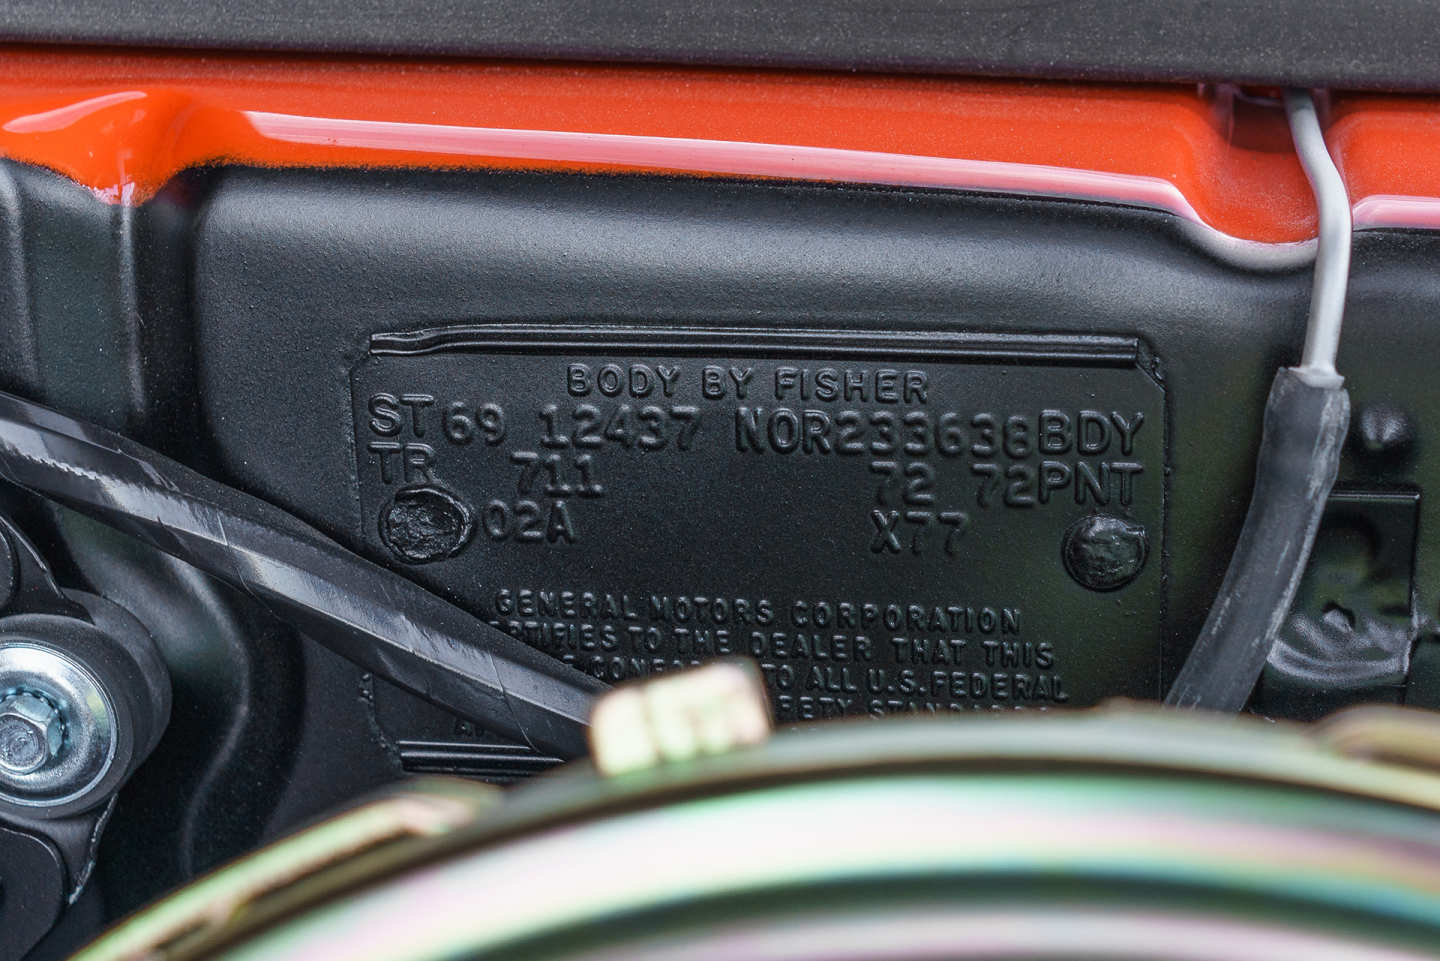 BODY BY FISHER
ST 69 12437 NOR233638 BDY
TR 711 72 72 PNT
02A X77
GENERAL MOTORS CORPORATION
TO THE DEALER THAT THIS
TO ALL U.S. FEDERAL